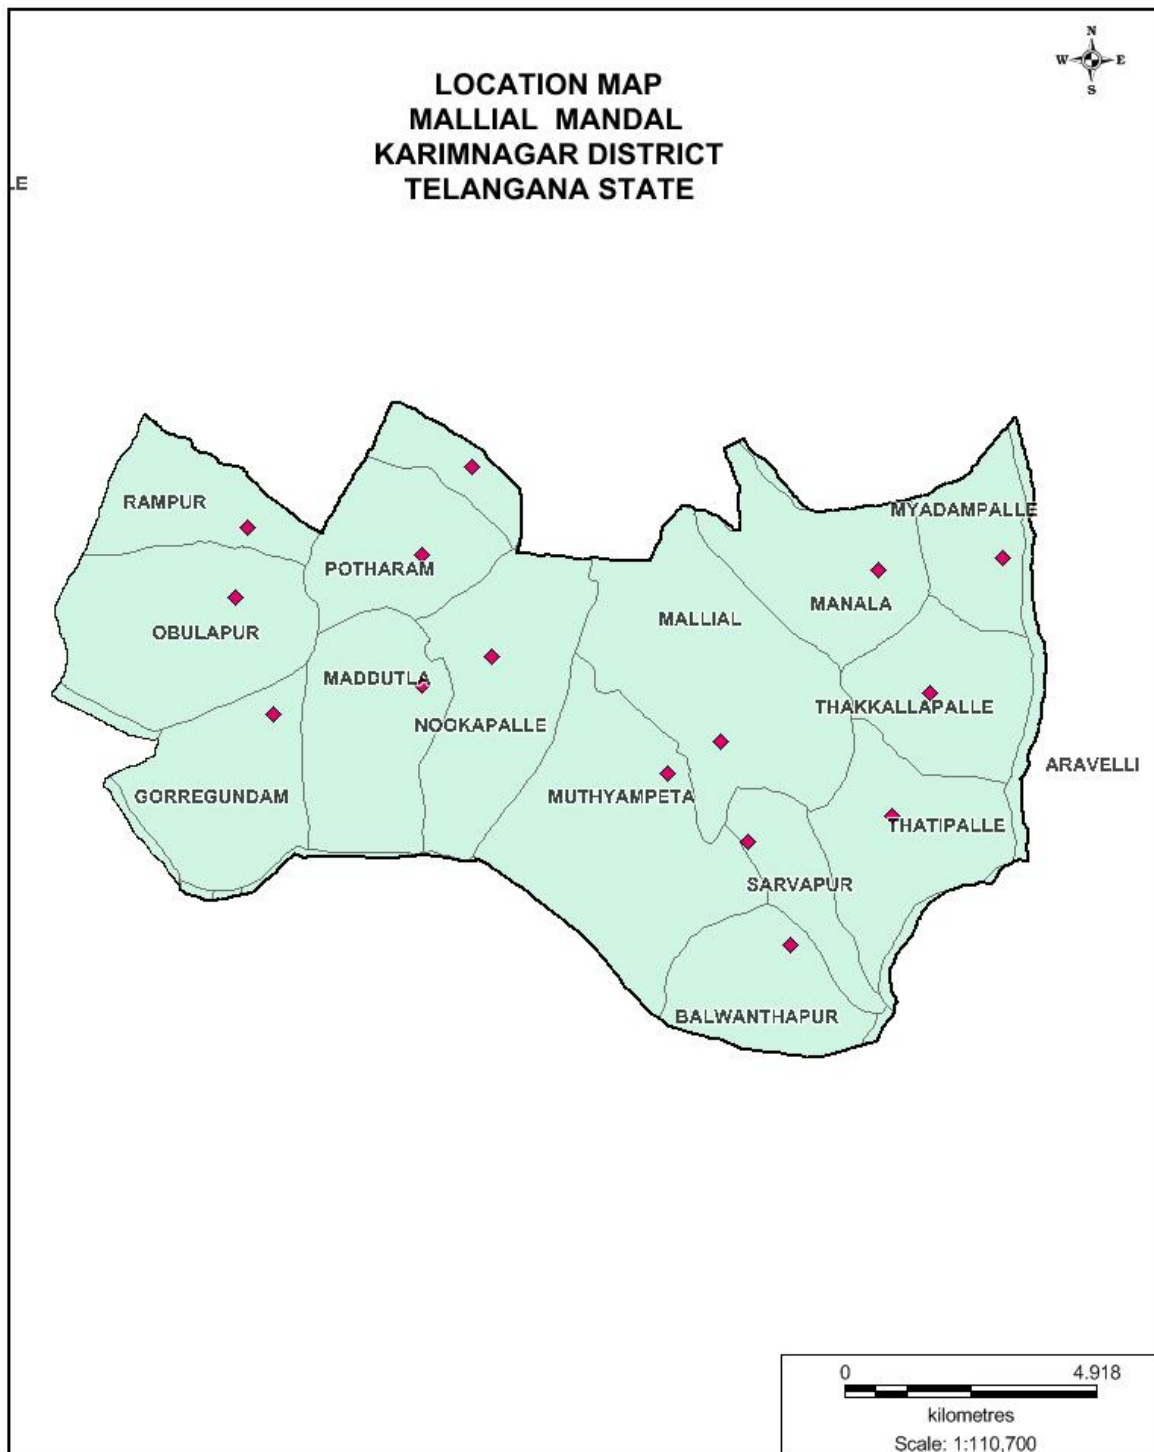 N
W E
S
LOCATION MAP
MALLIAL MANDAL
KARIMNAGAR DISTRICT
TELANGANA STATE
LE
RAMPUR
MYADAMPALLE
POTHARAM
MANALA
MALLIAL
OBULAPUR
MADDUTLA
THAKKALLAPALLE
NOOKAPALLE
ARAVELLI
GORREGUNDAM
MUTHYAMPETA
THATIPALLE
SARVAPUR
BALWANTHAPUR
0 4.918
kilometres
Scale: 1:110,700